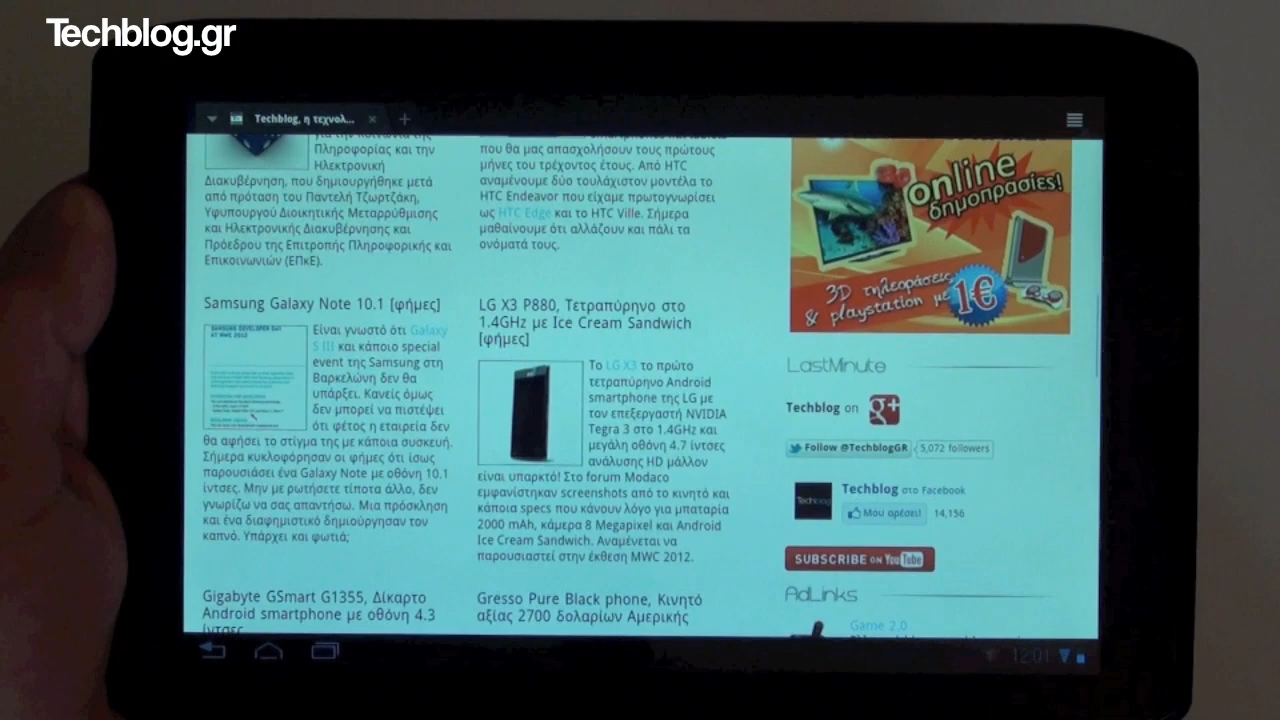 Techblog.gr
Techblog, η τεχνολ...
Πληροφορίας και την
Ηλεκτρονική
Διακυβέρνηση, που δημιουργήθηκε μετά
από πρόταση του Παντελή Τζωρτζάκη,
Υφυπουργού Διοικητικής Μεταρρύθμισης
και Ηλεκτρονικής Διακυβέρνησης και
Πρόεδρου της Επιτροπής Πληροφορικής και
Επικοινωνιών (ΕΠκΕ).
Samsung Galaxy Note 10.1 [φήμες]
SAMSUNG DEVELOPER DAY
AT MWC 2012
Είναι γνωστό ότι Galaxy
S III και κάποιο special
event της Samsung στη
Βαρκελώνη δεν θα
υπάρξει. Κανείς όμως
δεν μπορεί να πιστέψει
ότι φέτος η εταιρεία δεν
θα αφήσει το στίγμα της με κάποια συσκευή.
Σήμερα κυκλοφόρησαν οι φήμες ότι ίσως
παρουσιάσει ένα Galaxy Note με οθόνη 10.1
ίντσες. Μην με ρωτήσετε τίποτα άλλο, δεν
γνωρίζω να σας απαντήσω. Μια πρόσκληση
και ένα διαφημιστικό δημιούργησαν τον
καπνό. Υπάρχει και φωτιά;
Gigabyte GSmart G1355, Δίκαρτο
Android smartphone με οθόνη 4.3
ίντσες
που θα μας απασχολήσουν τους πρώτους
μήνες του τρέχοντος έτους. Από HTC
αναμένουμε δύο τουλάχιστον μοντέλα το
HTC Endeavor που είχαμε πρωτογνωρίσει
ως HTC Edge και το HTC Ville. Σήμερα
μαθαίνουμε ότι αλλάζουν και πάλι τα
ονόματά τους.
LG X3 P880, Τετραπύρηνο στο
1.4GHz με Ice Cream Sandwich
[φήμες]
Το LG X3 το πρώτο
τετραπύρηνο Android
smartphone της LG με
τον επεξεργαστή NVIDIA
Tegra 3 στο 1.4GHz και
μεγάλη οθόνη 4.7 ίντσες
ανάλυσης HD μάλλον
είναι υπαρκτό! Στο forum Modaco
εμφανίστηκαν screenshots από το κινητό και
κάποια specs που κάνουν λόγο για μπαταρία
2000 mAh, κάμερα 8 Megapixel και Android
Ice Cream Sandwich. Αναμένεται να
παρουσιαστεί στην έκθεση MWC 2012.
Gresso Pure Black phone, Κινητό
αξίας 2700 δολαρίων Αμερικής
online
δημοπρασίες!
3D τηλεοράσεις
& playstation με 1€
LastMinute
Techblog on g+
Follow @TechblogGR 5,072 followers
Techblog
Techblog στο Facebook
Μου αρέσει! 14,156
SUBSCRIBE ON YouTube
AdLinks
Game 2.0
12:01